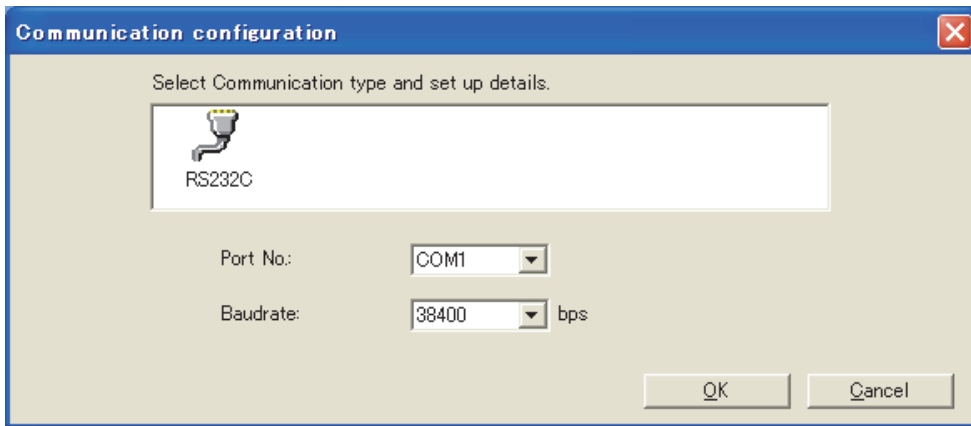 Communication configuration
Select Communication type and set up details.
RS232C
Port No.: COM1
Baudrate: 38400 bps
OK Cancel